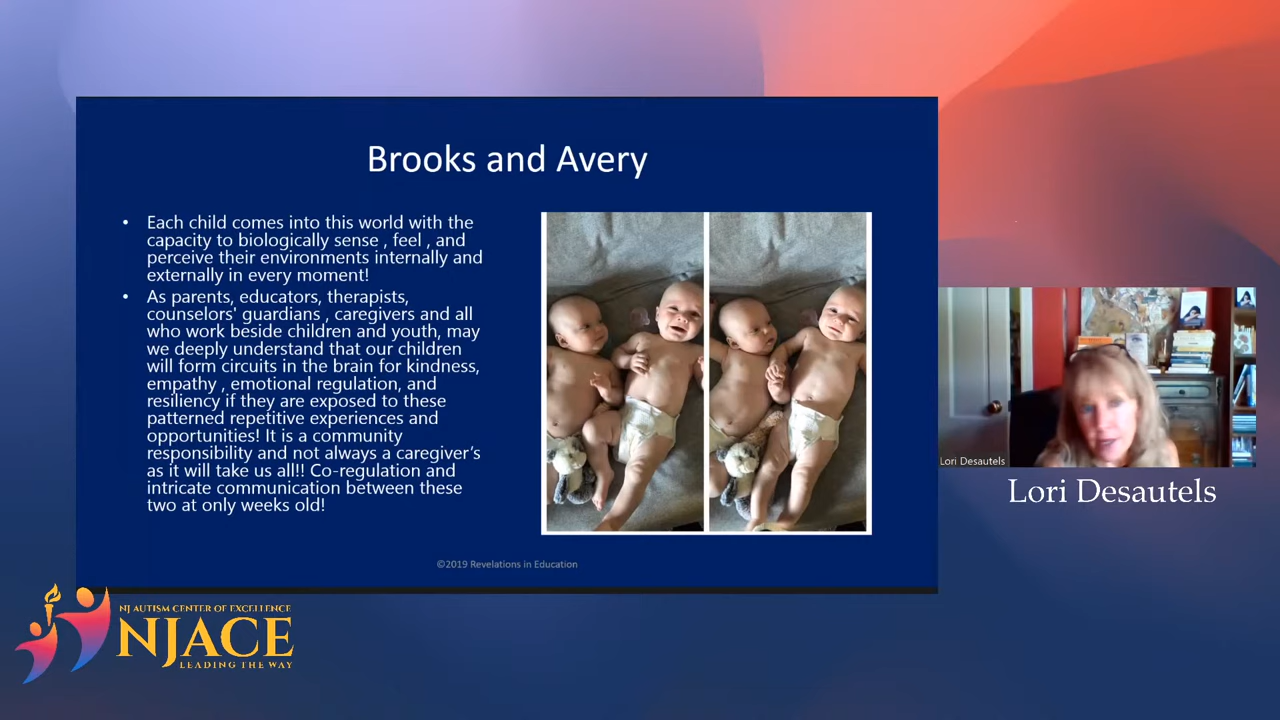 Brooks and Avery
• Each child comes into this world with the
capacity to biologically sense , feel , and
perceive their environments internally and
externally in every moment!
• As parents, educators, therapists,
counselors' guardians , caregivers and all
who work beside children and youth, may
we deeply understand that our children
will form circuits in the brain for kindness,
empathy , emotional regulation, and
resiliency if they are exposed to these
patterned repetitive experiences and
opportunities! It is a community
responsibility and not always a caregiver's
as it will take us all!! Co-regulation and
intricate communication between these
two at only weeks old!
©2019 Revelations in Education
Lori Desautels
Lori Desautels
NJ AUTISM CENTER OF EXCELLENCE
NJACE
LEADING THE WAY